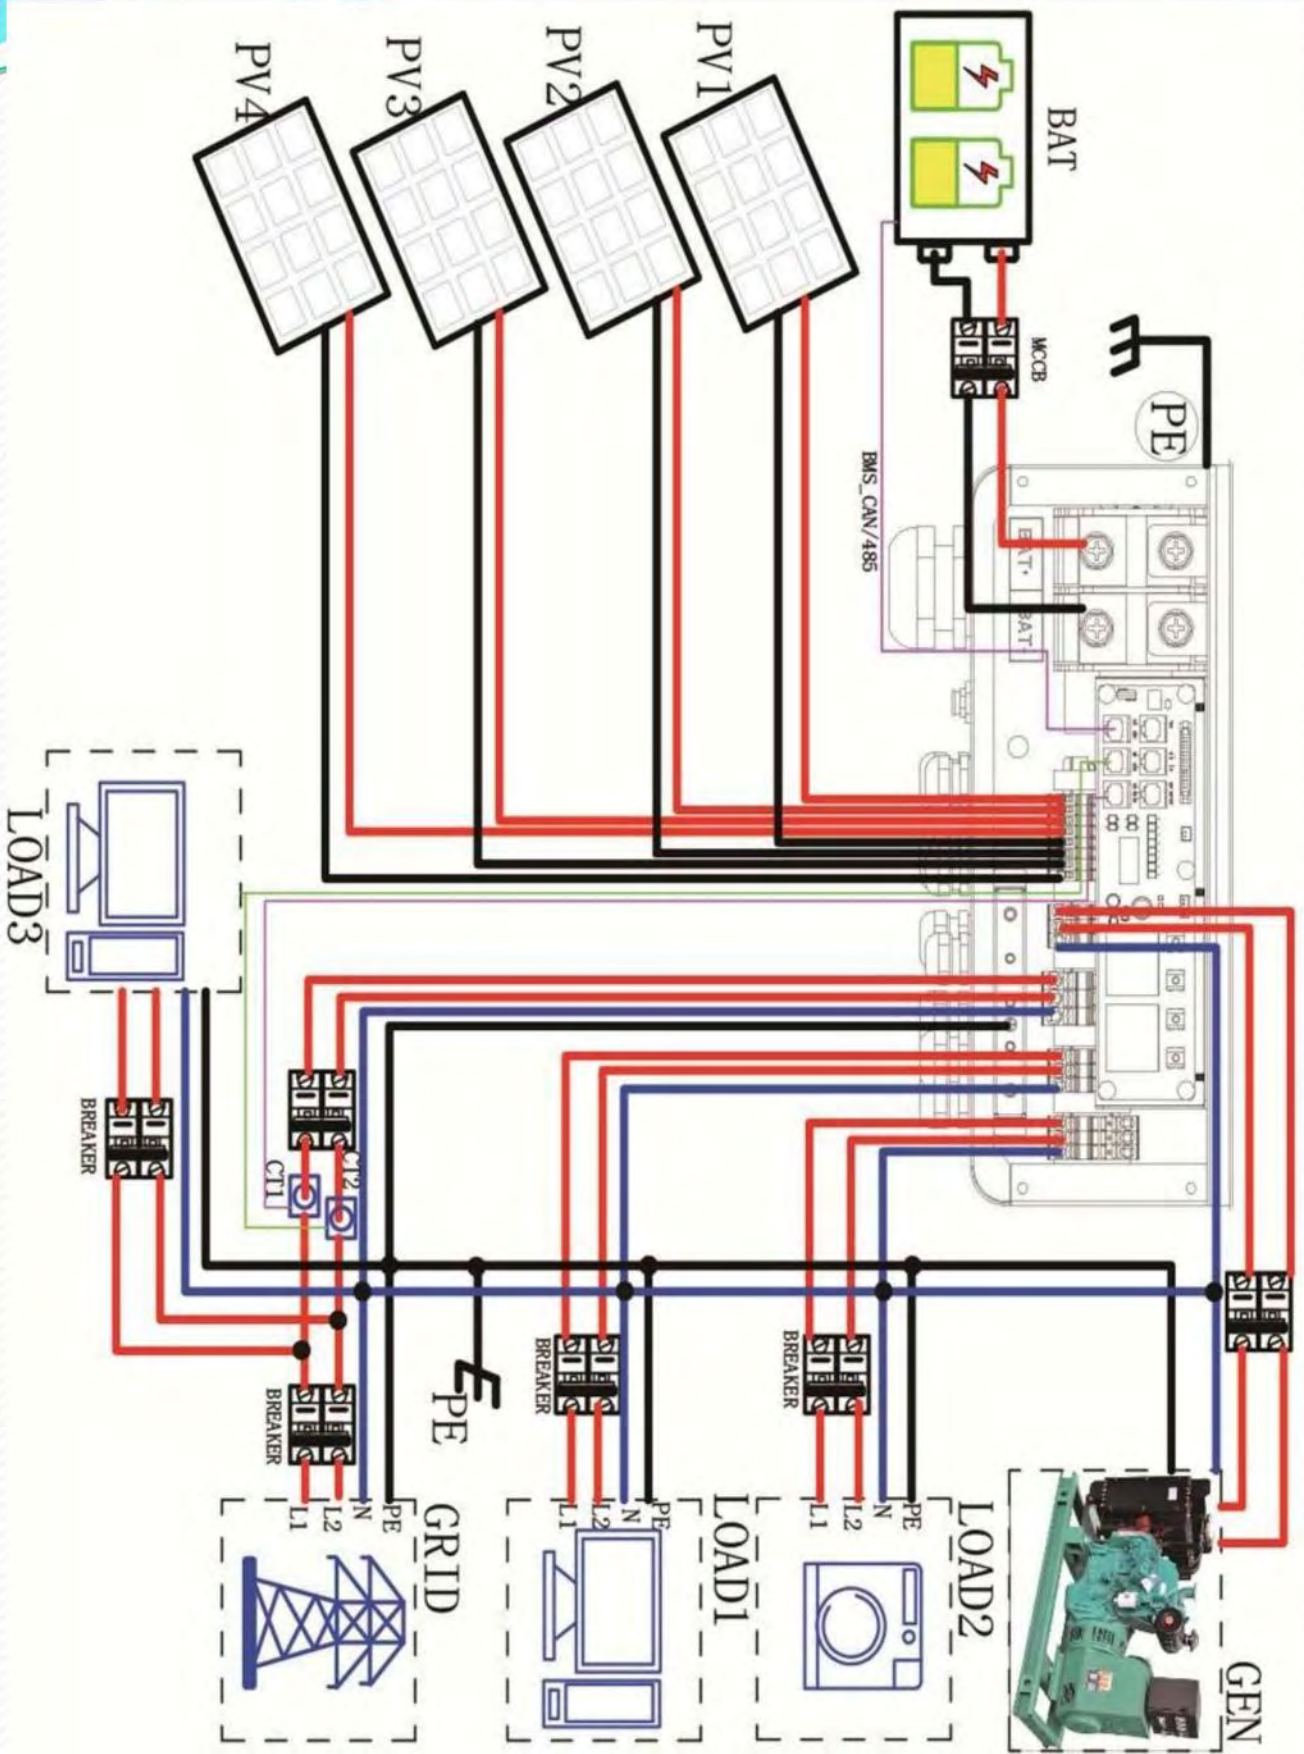 BAT
PV1
PV2
PV3
PV4
MCCB
PE
BMS_CAN/485
BAT+
BAT-
LOAD3
BREAKER
CT1
CT2
BREAKER
PE
BREAKER
BREAKER
L1
L2
N
PE
GRID
L1
L2
N
PE
LOAD1
L1
L2
N
PE
LOAD2
GEN